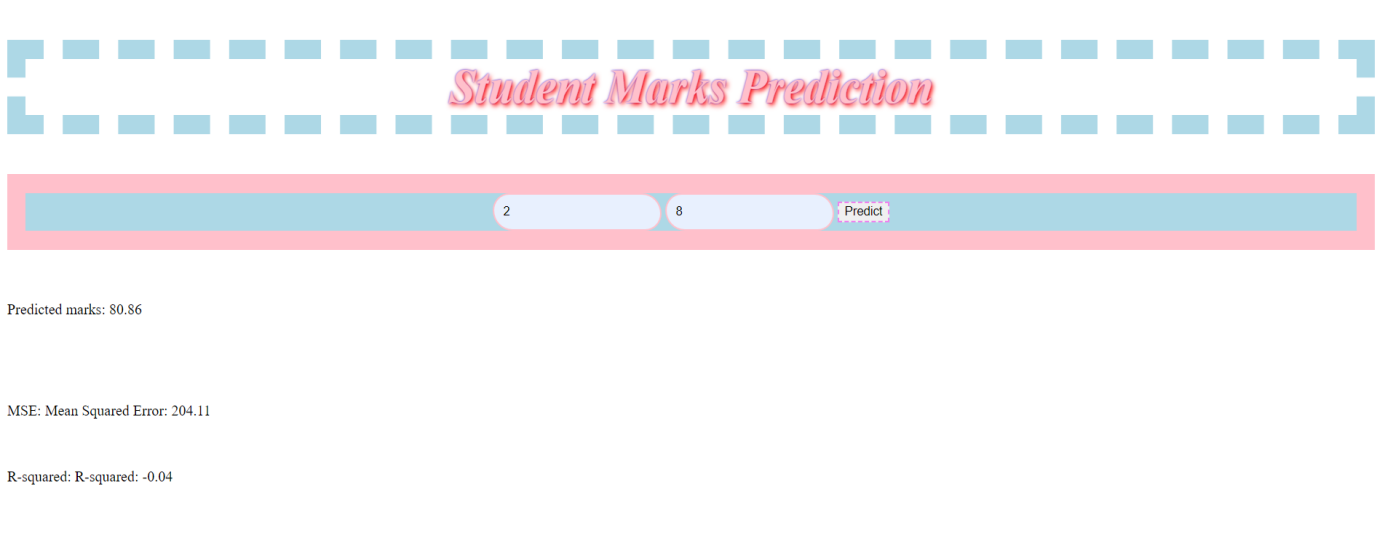 Student Marks Prediction
2 8 Predict
Predicted marks: 80.86
MSE: Mean Squared Error: 204.11
R-squared: R-squared: -0.04